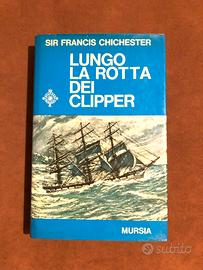 SIR FRANCIS CHICHESTER
LUNGO
LA ROTTA
DEI
CLIPPER
MURSIA
subito